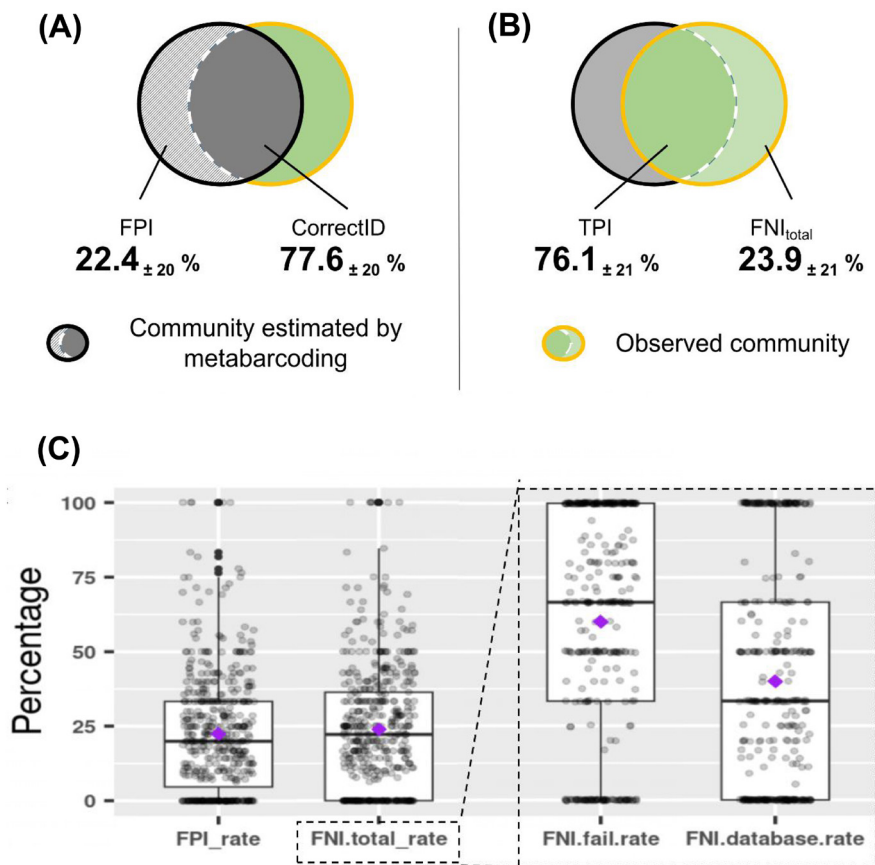 (A)
FPI
22.4 ± 20 %
CorrectID
77.6 ± 20 %
Community estimated by
metabarcoding
(B)
TPI
76.1 ± 21 %
FNItotal
23.9 ± 21 %
Observed community
(C)
Percentage
100
75
50
25
0
FPI_rate
FNI.total_rate
FNI.fail.rate
FNI.database.rate